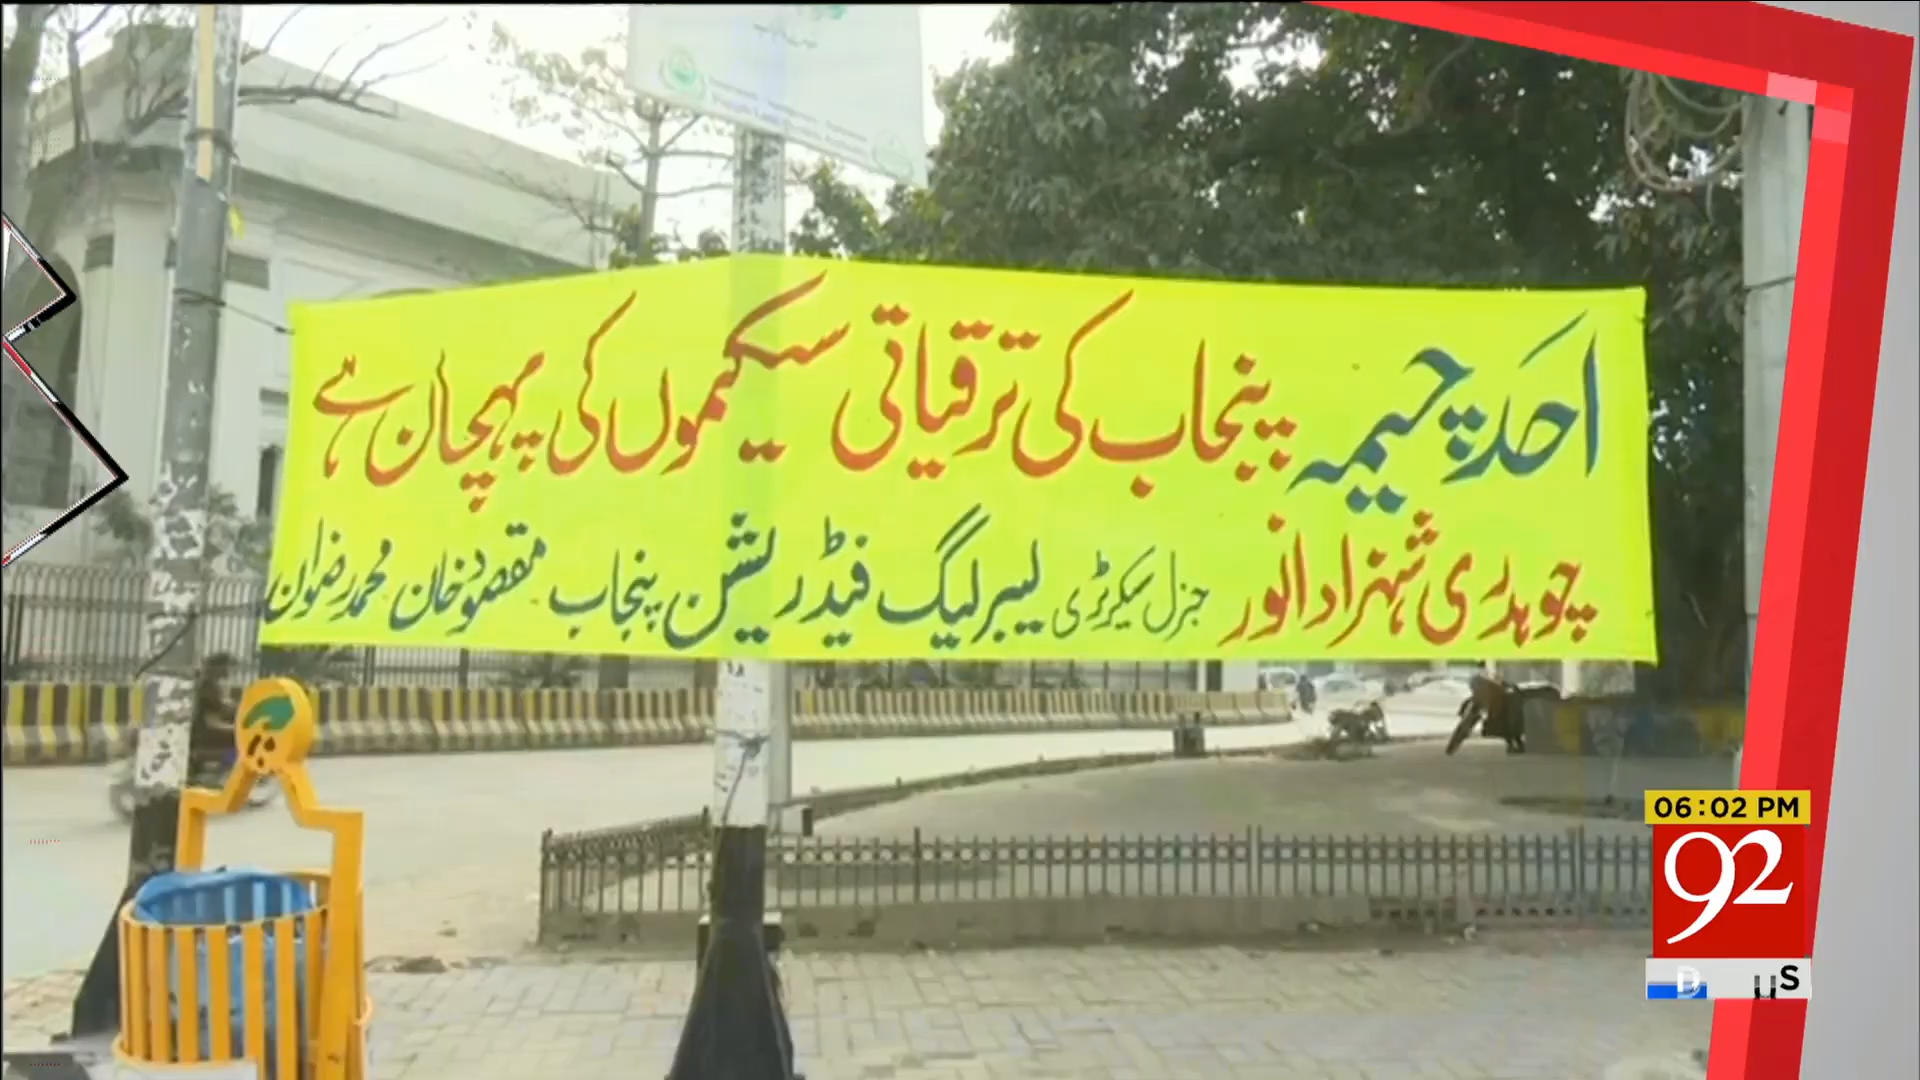 احد چیمہ پنجاب کی ترقیاتی سکیموں کی پہچان ہے
چوہدری شہزاد انور جنرل سیکرٹری لیبر لیگ فیڈریشن پنجاب مقصود خان محمد رضوان
06:02 PM
92